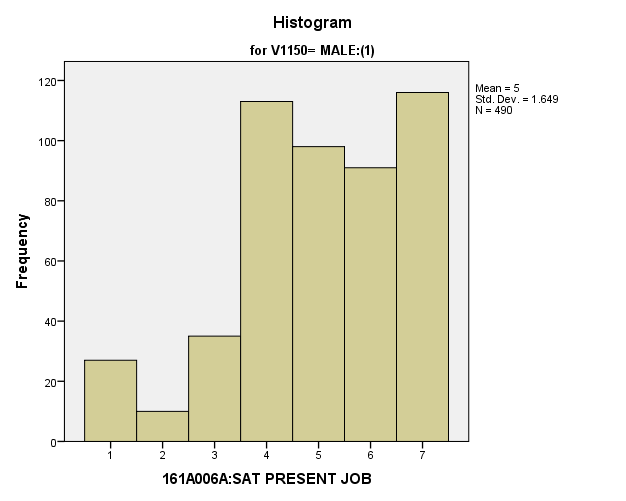 Histogram
for V1150= MALE:(1)
120
100
80
60
40
20
0
Frequency
1 2 3 4 5 6 7
161A006A:SAT PRESENT JOB
Mean = 5
Std. Dev. = 1.649
N = 490